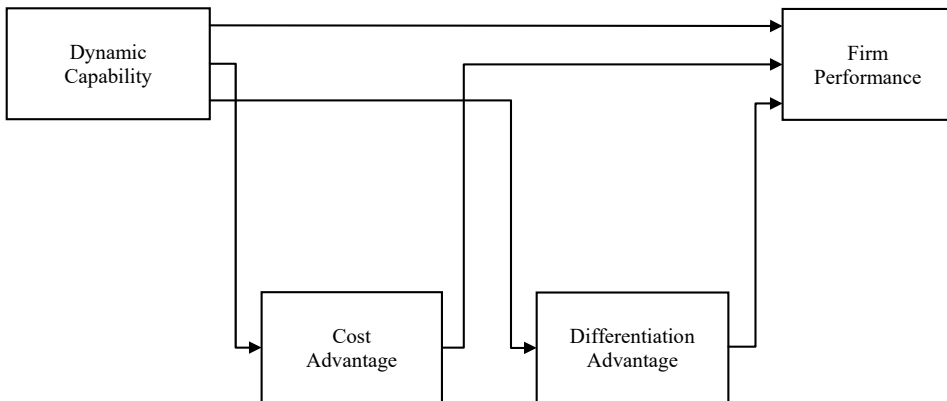 Dynamic
Capability
Firm
Performance
Cost
Advantage
Differentiation
Advantage